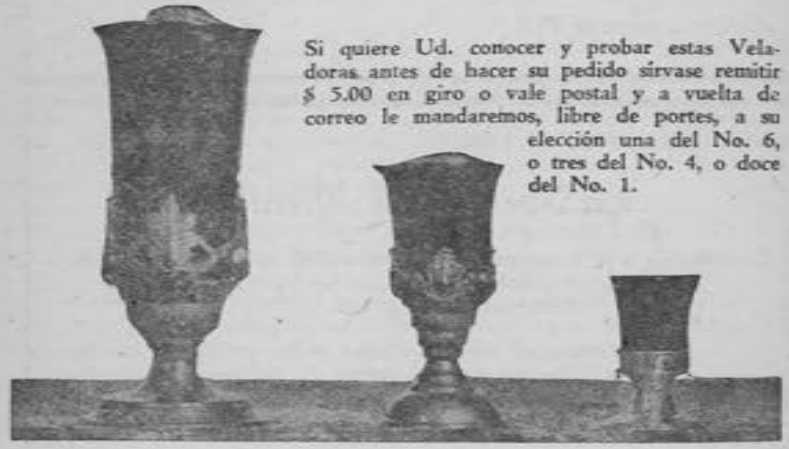 Si quiere Ud. conocer y probar estas Vela-
doras antes de hacer su pedido sírvase remitir
$ 5.00 en giro o vale postal y a vuelta de
correo le mandaremos, libre de portes, a su
elección una del No. 6,
o tres del No. 4, o doce
del No. 1.